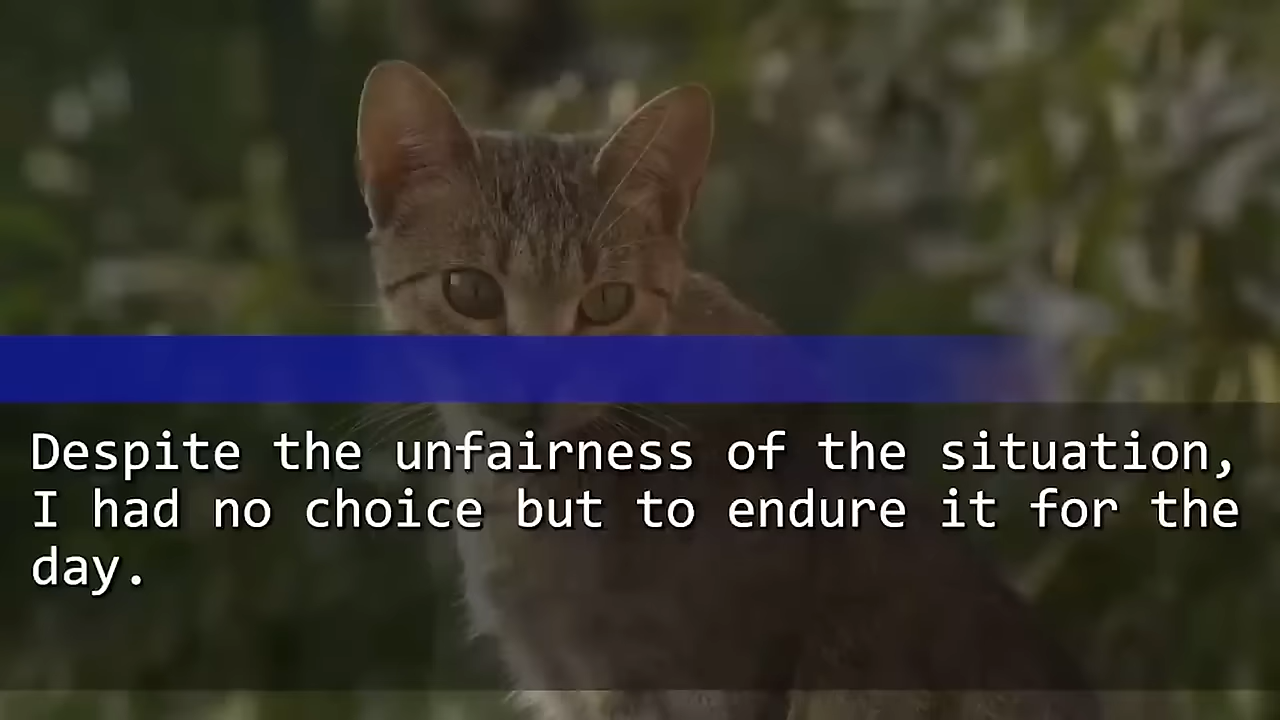 Despite the unfairness of the situation,
I had no choice but to endure it for the
day.